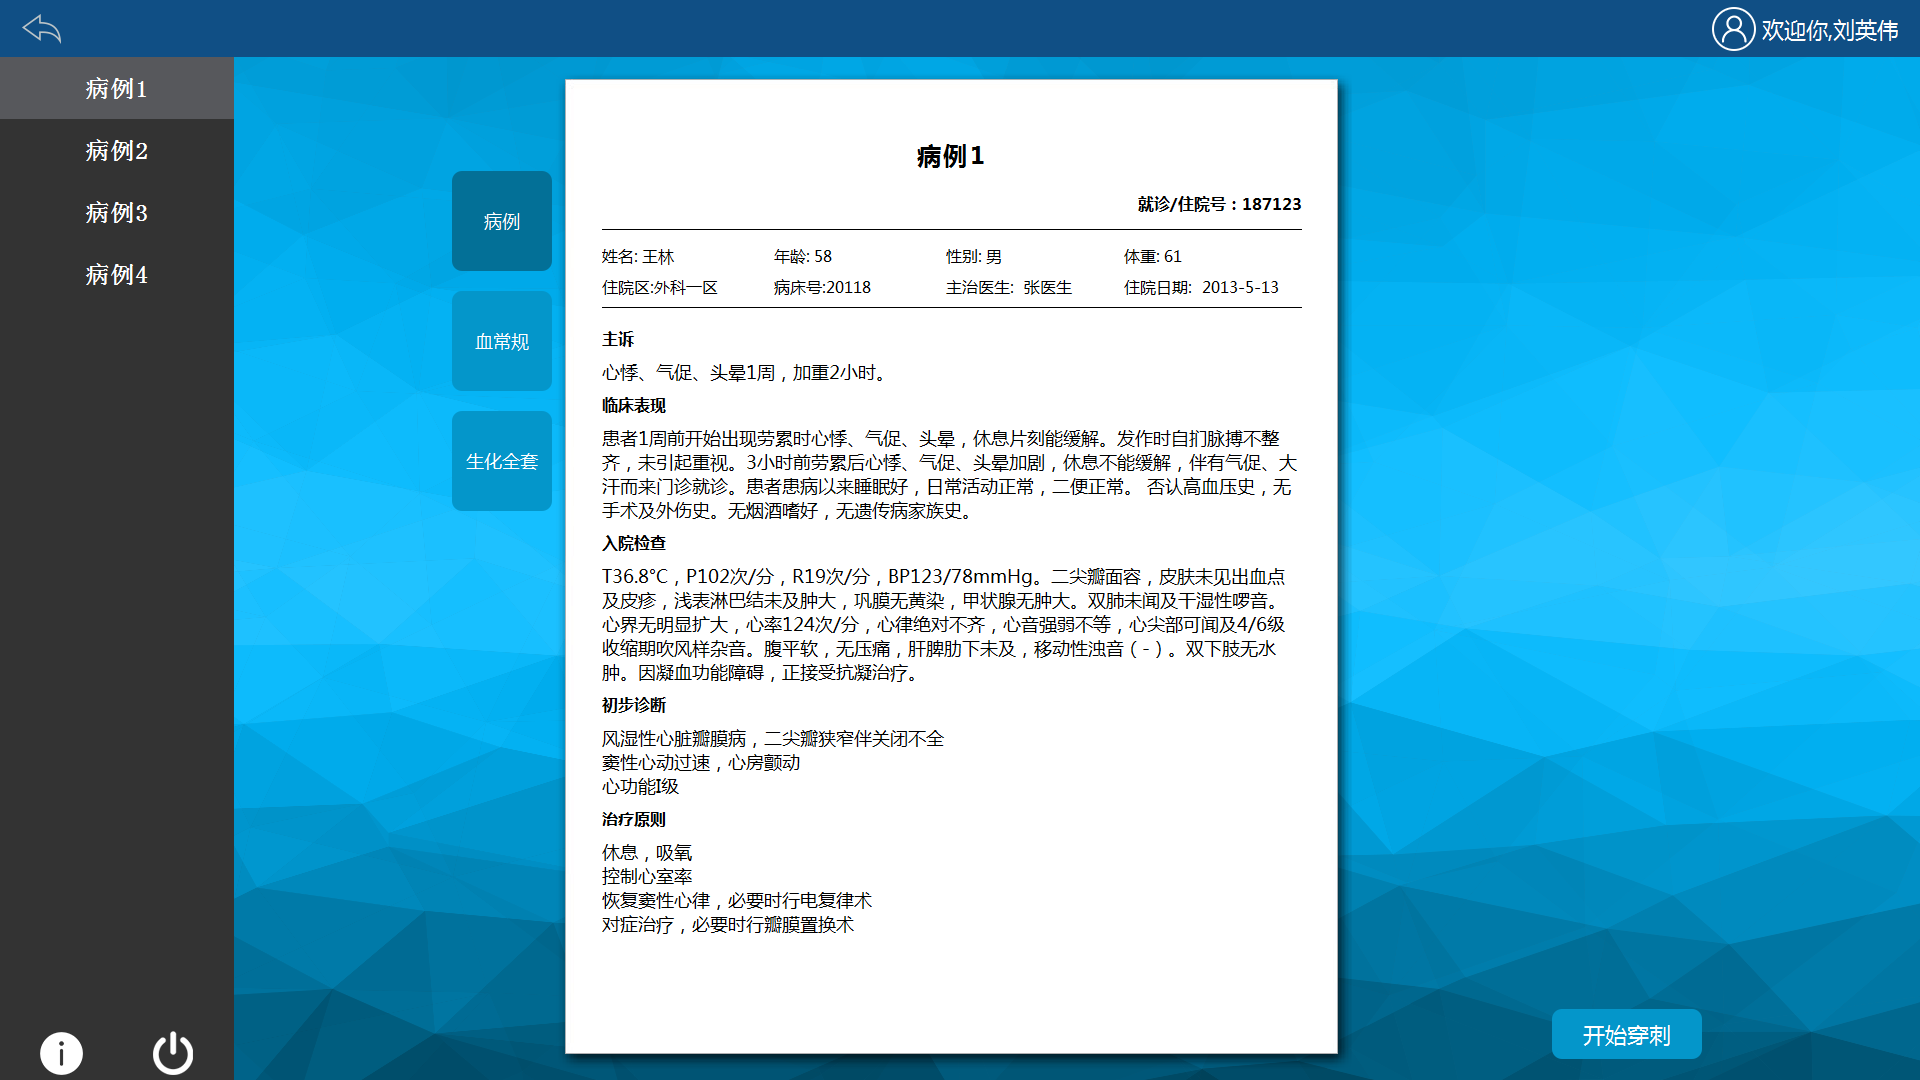 欢迎你,刘英伟
病例1
病例2
病例3
病例4
病例
血常规
生化全套
病例1
就诊/住院号：187123
姓名: 王林 年龄: 58 性别: 男 体重: 61
住院区:外科一区 病床号:20118 主治医生: 张医生 住院日期: 2013-5-13
主诉
心悸、气促、头晕1周，加重2小时。
临床表现
患者1周前开始出现劳累时心悸、气促、头晕，休息片刻能缓解。发作时自扪脉搏不整
齐，未引起重视。3小时前劳累后心悸、气促、头晕加剧，休息不能缓解，伴有气促、大
汗而来门诊就诊。患者患病以来睡眠好，日常活动正常，二便正常。 否认高血压史，无
手术及外伤史。无烟酒嗜好，无遗传病家族史。
入院检查
T36.8°C，P102次/分，R19次/分，BP123/78mmHg。二尖瓣面容，皮肤未见出血点
及皮疹，浅表淋巴结未及肿大，巩膜无黄染，甲状腺无肿大。双肺未闻及干湿性啰音。
心界无明显扩大，心率124次/分，心律绝对不齐，心音强弱不等，心尖部可闻及4/6级
收缩期吹风样杂音。腹平软，无压痛，肝脾肋下未及，移动性浊音（-）。双下肢无水
肿。因凝血功能障碍，正接受抗凝治疗。
初步诊断
风湿性心脏瓣膜病，二尖瓣狭窄伴关闭不全
窦性心动过速，心房颤动
心功能I级
治疗原则
休息，吸氧
控制心室率
恢复窦性心律，必要时行电复律术
对症治疗，必要时行瓣膜置换术
开始穿刺